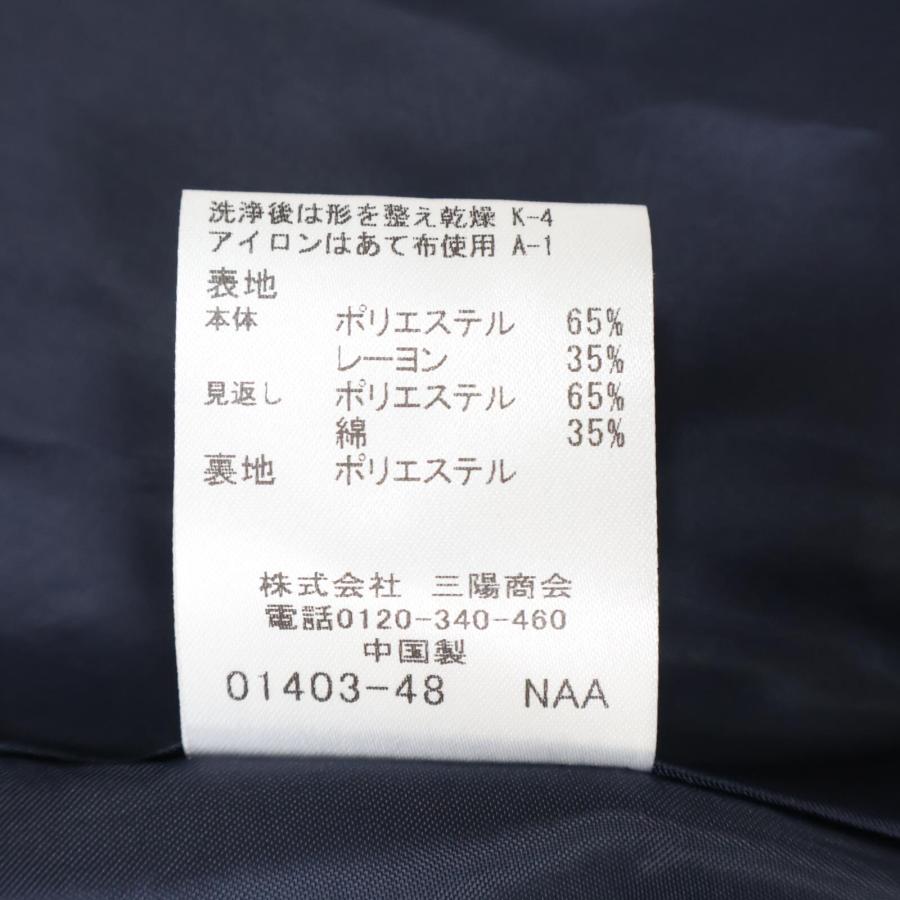 洗浄後は形を整え乾燥 K-4
アイロンはあて布使用 A-1
表地
本体 ポリエステル 65%
レーヨン 35%
見返し ポリエステル 65%
綿 35%
裏地 ポリエステル
株式会社 三陽商会
電話0120-340-460
中国製
01403-48 NAA